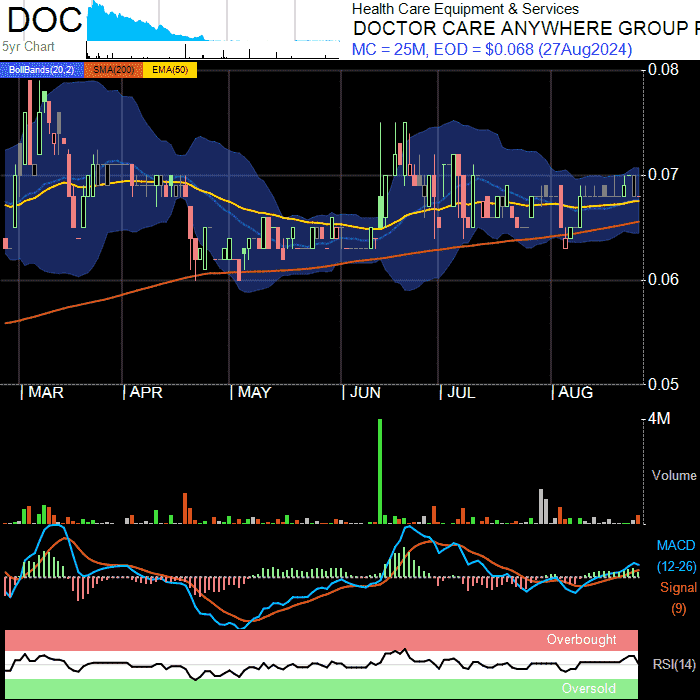 DOC
5yr Chart
Health Care Equipment & Services
DOCTOR CARE ANYWHERE GROUP P
MC = 25M, EOD = $0.068 (27Aug2024)
BollBands(20,2) SMA(200) EMA(50)
0.08
0.07
0.06
0.05
MAR APR MAY JUN JUL AUG
4M
Volume
MACD
(12-26)
Signal
(9)
Overbought
RSI(14)
Oversold